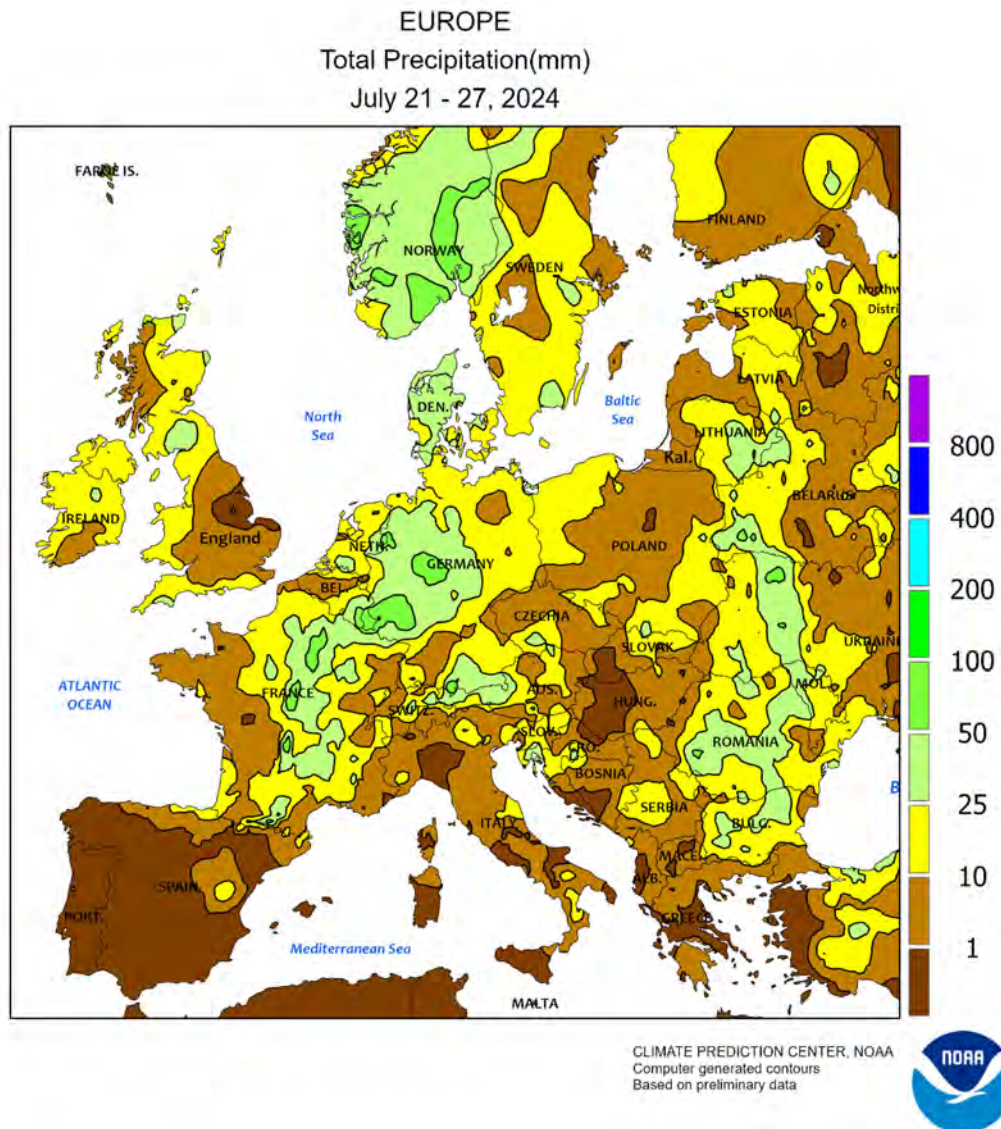 EUROPE
Total Precipitation(mm)
July 21 - 27, 2024
FAROE IS.
FINLAND
NORWAY
SWEDEN
Northw
Distri
ESTONIA
LATVIA
DEN.
North
Sea
Baltic
Sea
LITHUANIA
Kal.
BELARUS
IRELAND
England
NETH.
GERMANY
POLAND
BEL.
CZECHIA
UKRAINE
SLOVAK.
ATLANTIC
OCEAN
FRANCE
AUS.
HUNG.
MOL.
SWITZ.
SLOV.
CRO.
ROMANIA
BOSNIA
B
SERBIA
ITALY
BULG.
MACE.
SPAIN
ALB.
PORT.
GREECE
Mediterranean Sea
MALTA
800
400
200
100
50
25
10
1
CLIMATE PREDICTION CENTER, NOAA
Computer generated contours
Based on preliminary data
NOAA